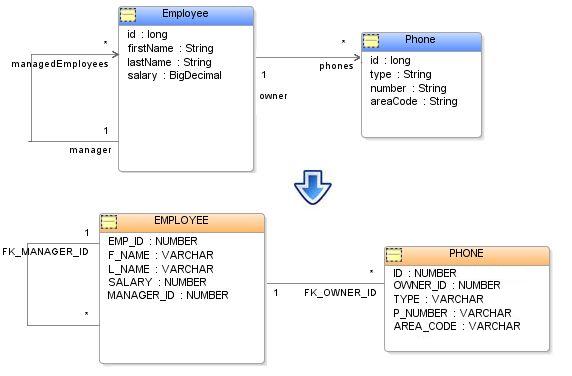 Employee
id : long
firstName : String
lastName : String
salary : BigDecimal
*
managedEmployees
1
manager
1
owner
*
phones
Phone
id : long
type : String
number : String
areaCode : String
EMPLOYEE
EMP_ID : NUMBER
F_NAME : VARCHAR
L_NAME : VARCHAR
SALARY : NUMBER
MANAGER_ID : NUMBER
1
FK_MANAGER_ID
*
1
FK_OWNER_ID
*
PHONE
ID : NUMBER
OWNER_ID : NUMBER
TYPE : VARCHAR
P_NUMBER : VARCHAR
AREA_CODE : VARCHAR